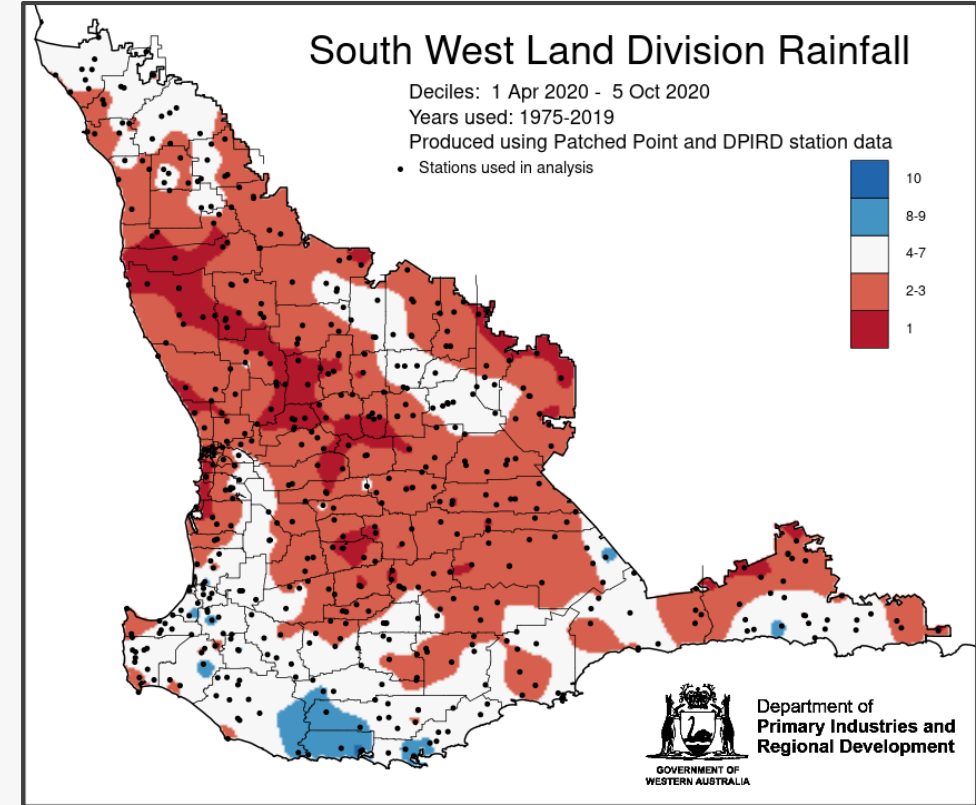 South West Land Division Rainfall
Deciles: 1 Apr 2020 - 5 Oct 2020
Years used: 1975-2019
Produced using Patched Point and DPIRD station data
Stations used in analysis
10
8-9
4-7
2-3
1
Department of
Primary Industries and
Regional Development
GOVERNMENT OF
WESTERN AUSTRALIA